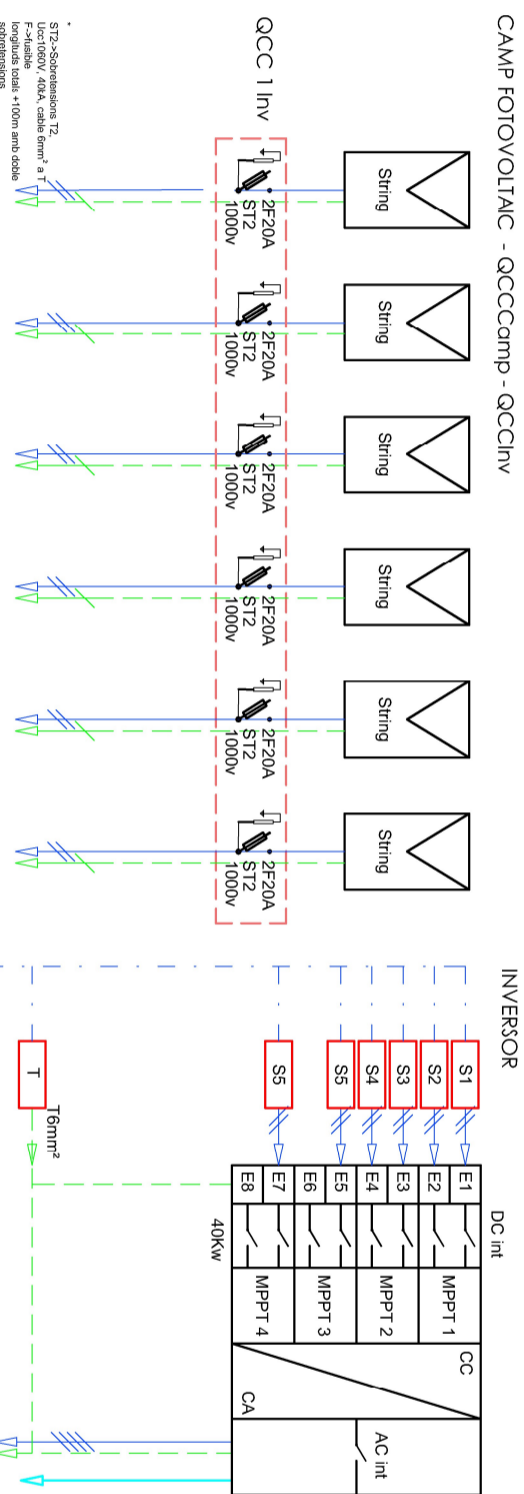 CAMP FOTOVOLTAIC - QCCCamp - QCCInv
String
String
String
String
String
String
QCC 1 Inv
2F20A
ST2
1000v
2F20A
ST2
1000v
2F20A
ST2
1000v
2F20A
ST2
1000v
2F20A
ST2
1000v
2F20A
ST2
1000v
*
ST2->Sobretensions T2,
Ucc1060V, 40kA, cable 6mm² a T
F->fusible
longituds totals +100m amb doble
sobretensions
INVERSOR
S1
S2
S3
S4
S5
S5
T
T6mm²
DC int
E1
E2
E3
E4
E5
E6
E7
E8
40Kw
MPPT 1
MPPT 2
MPPT 3
MPPT 4
CC
CA
AC int